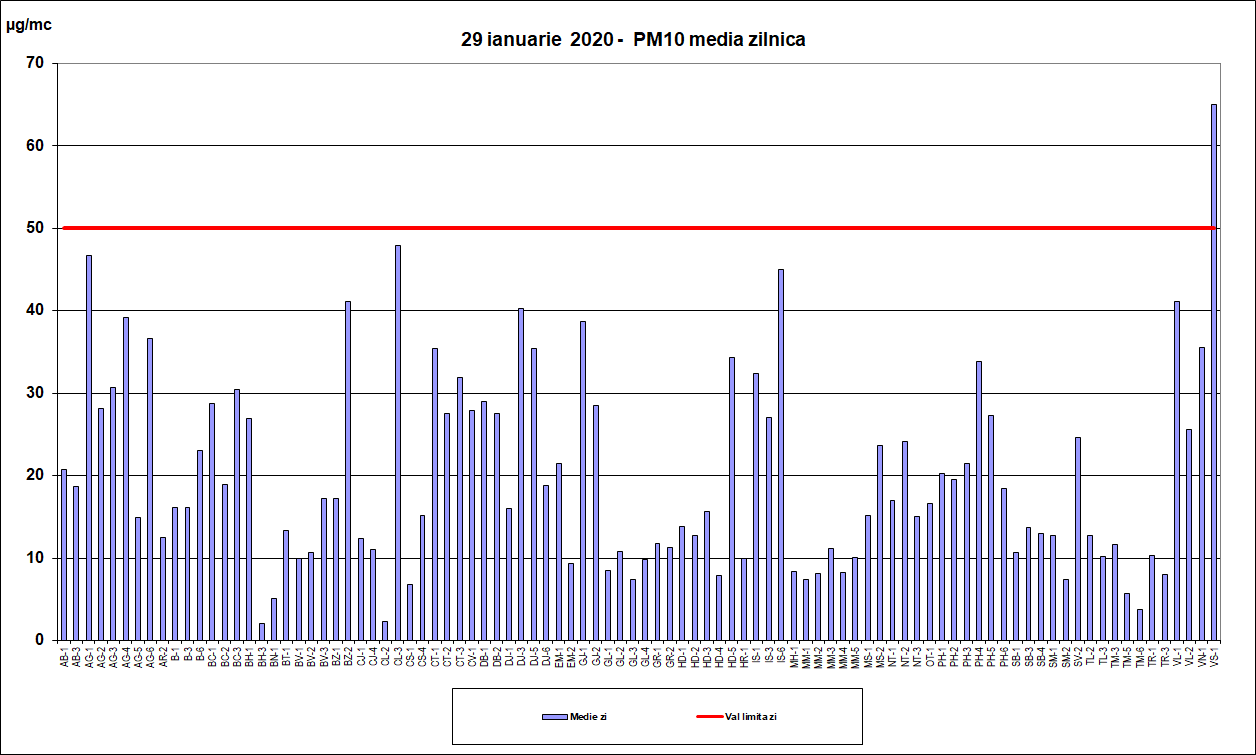 µg/mc
29 ianuarie 2020 - PM10 media zilnica
70
60
50
40
30
20
10
0
AB-1 AB-3 AG-1 AG-2 AG-3 AG-4 AG-5 AG-6 AR-2 B-1 B-3 B-6 BC-1 BC-2 BC-3 BH-1 BH-3 BN-1 BT-1 BV-1 BV-2 BV-3 BZ-1 BZ-2 CJ-1 CJ-4 CL-2 CL-3 CS-1 CS-4 CT-1 CT-2 CT-3 CV-1 DB-1 DB-2 DJ-1 DJ-3 DJ-5 DJ-6 EM-1 EM-2 GJ-1 GJ-2 GL-1 GL-2 GL-3 GL-4 GR-1 GR-2 HD-1 HD-2 HD-3 HD-4 HD-5 HR-1 IS-1 IS-3 IS-6 MH-1 MM-1 MM-2 MM-3 MM-4 MM-5 MS-1 MS-2 NT-1 NT-2 NT-3 OT-1 PH-1 PH-2 PH-3 PH-4 PH-5 PH-6 SB-1 SB-3 SB-4 SM-1 SM-2 SV-2 TL-2 TL-3 TM-3 TM-5 TM-6 TR-1 TR-3 VL-1 VL-2 VN-1 VS-1
Medie zi Val limita zi